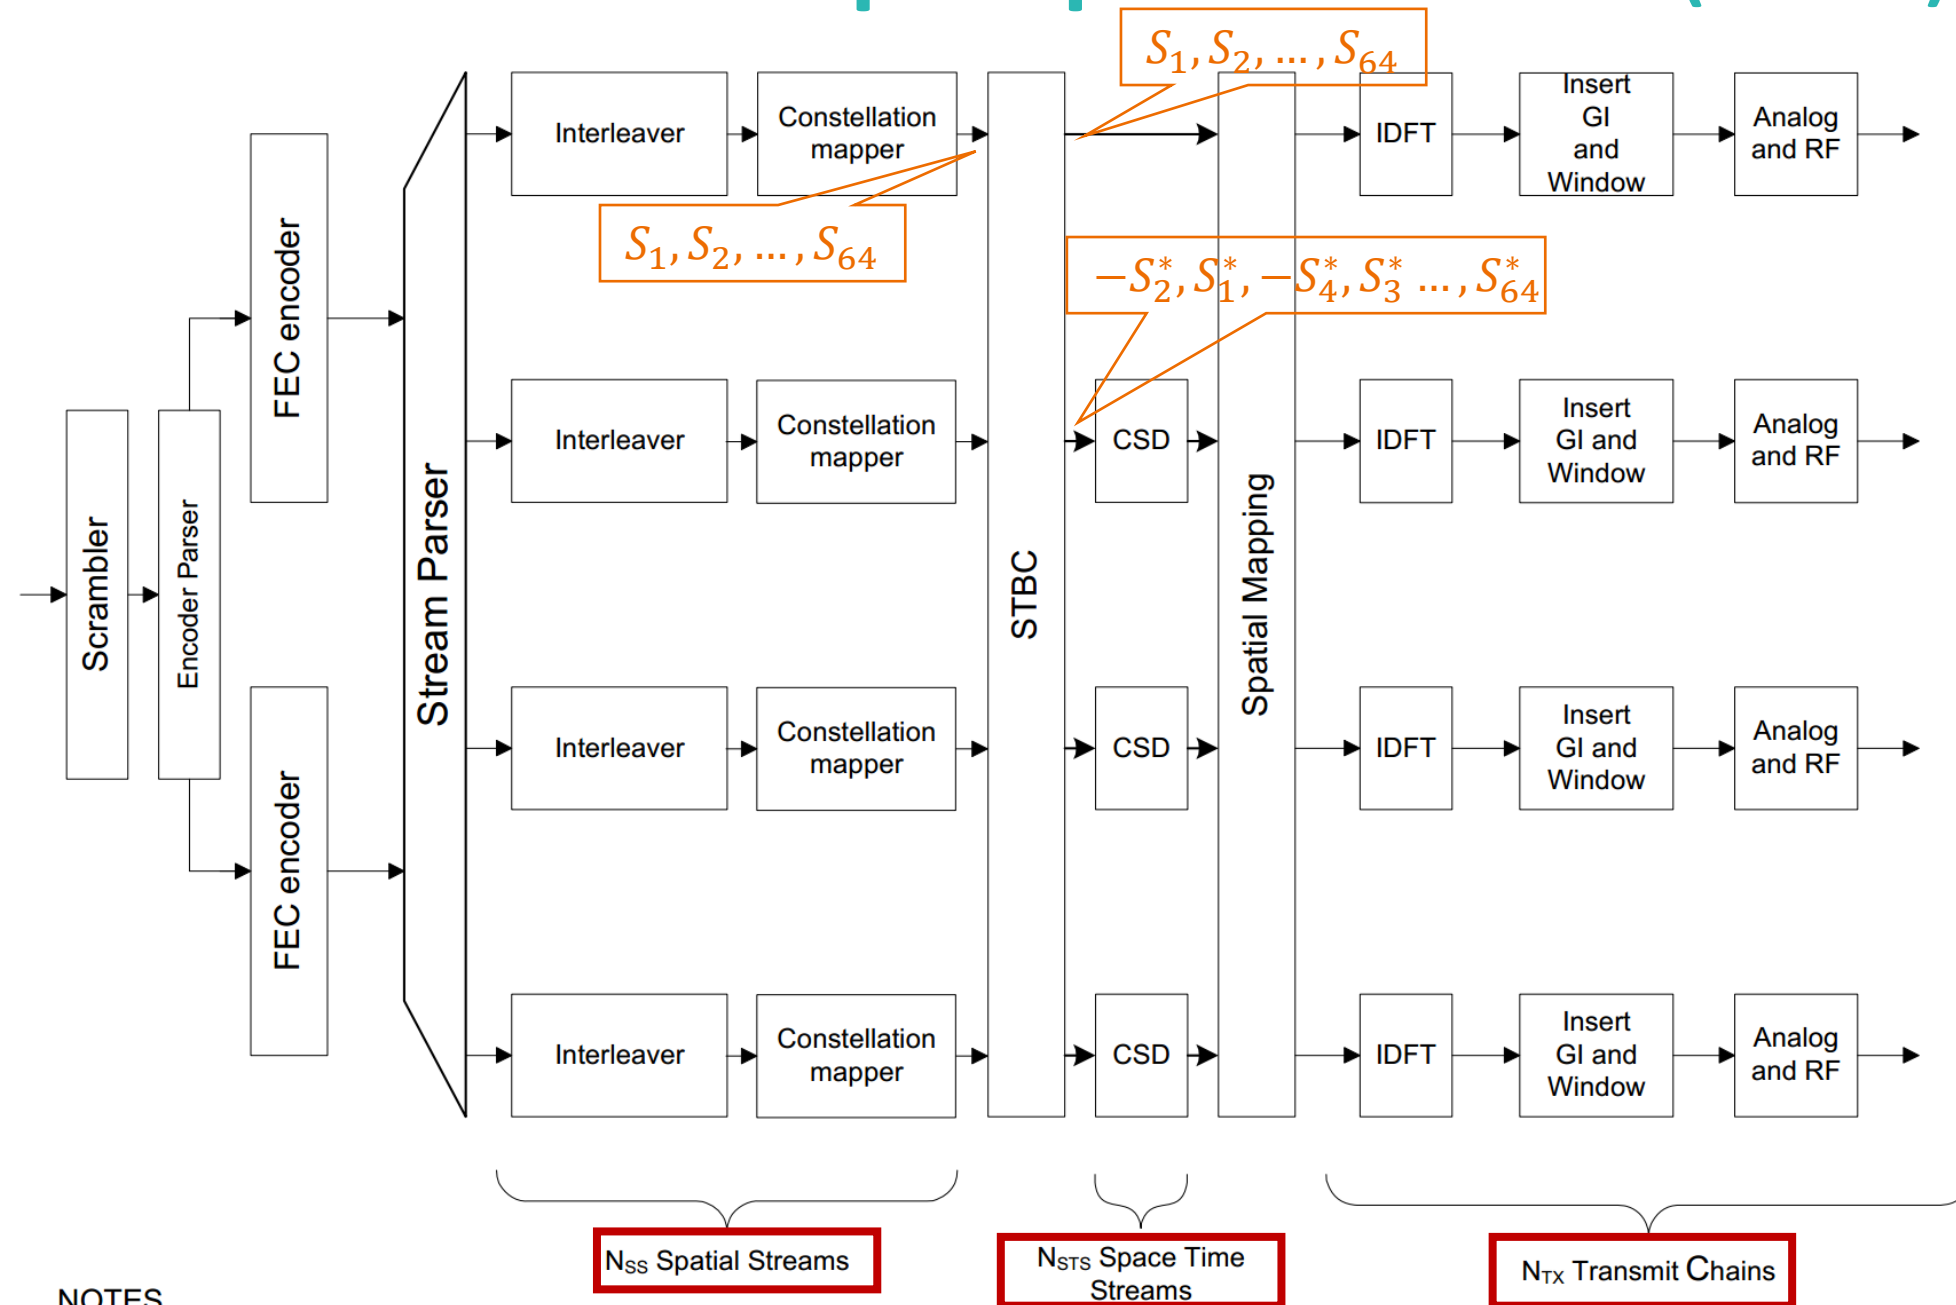 S₁, S₂, ..., S₆₄
Interleaver
Constellation
mapper
IDFT
Insert
GI
and
Window
Analog
and RF
S₁, S₂, ..., S₆₄
−S₂*, S₁*, −S₄*, S₃* ..., S₆₄*
FEC encoder
Interleaver
Constellation
mapper
CSD
IDFT
Insert
GI and
Window
Analog
and RF
Scrambler
Encoder Parser
Stream Parser
STBC
Spatial Mapping
Interleaver
Constellation
mapper
CSD
IDFT
Insert
GI and
Window
Analog
and RF
FEC encoder
Interleaver
Constellation
mapper
CSD
IDFT
Insert
GI and
Window
Analog
and RF
N_SS Spatial Streams
N_STS Space Time
Streams
N_TX Transmit Chains
NOTES